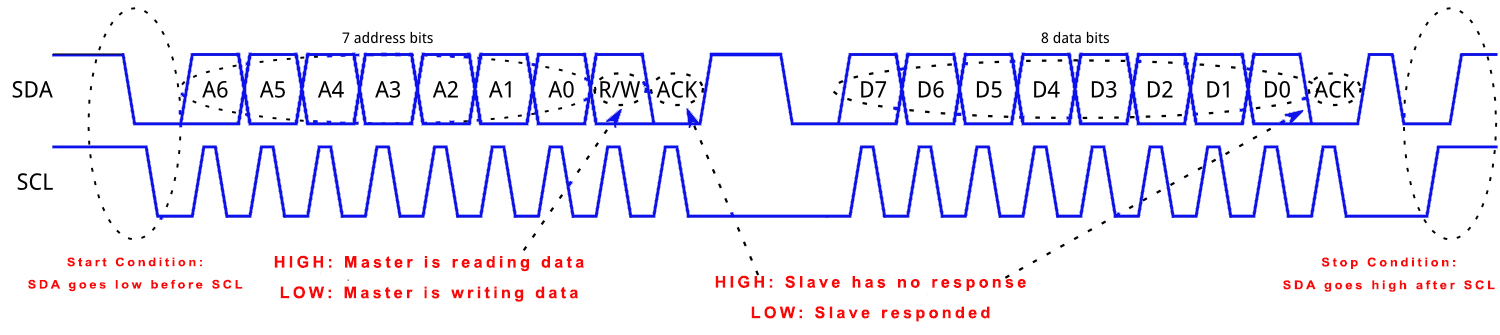 7 address bits
8 data bits
SDA
A6 A5 A4 A3 A2 A1 A0 R/W ACK
D7 D6 D5 D4 D3 D2 D1 D0 ACK
SCL
Start Condition:
SDA goes low before SCL
HIGH: Master is reading data
LOW: Master is writing data
HIGH: Slave has no response
LOW: Slave responded
Stop Condition:
SDA goes high after SCL